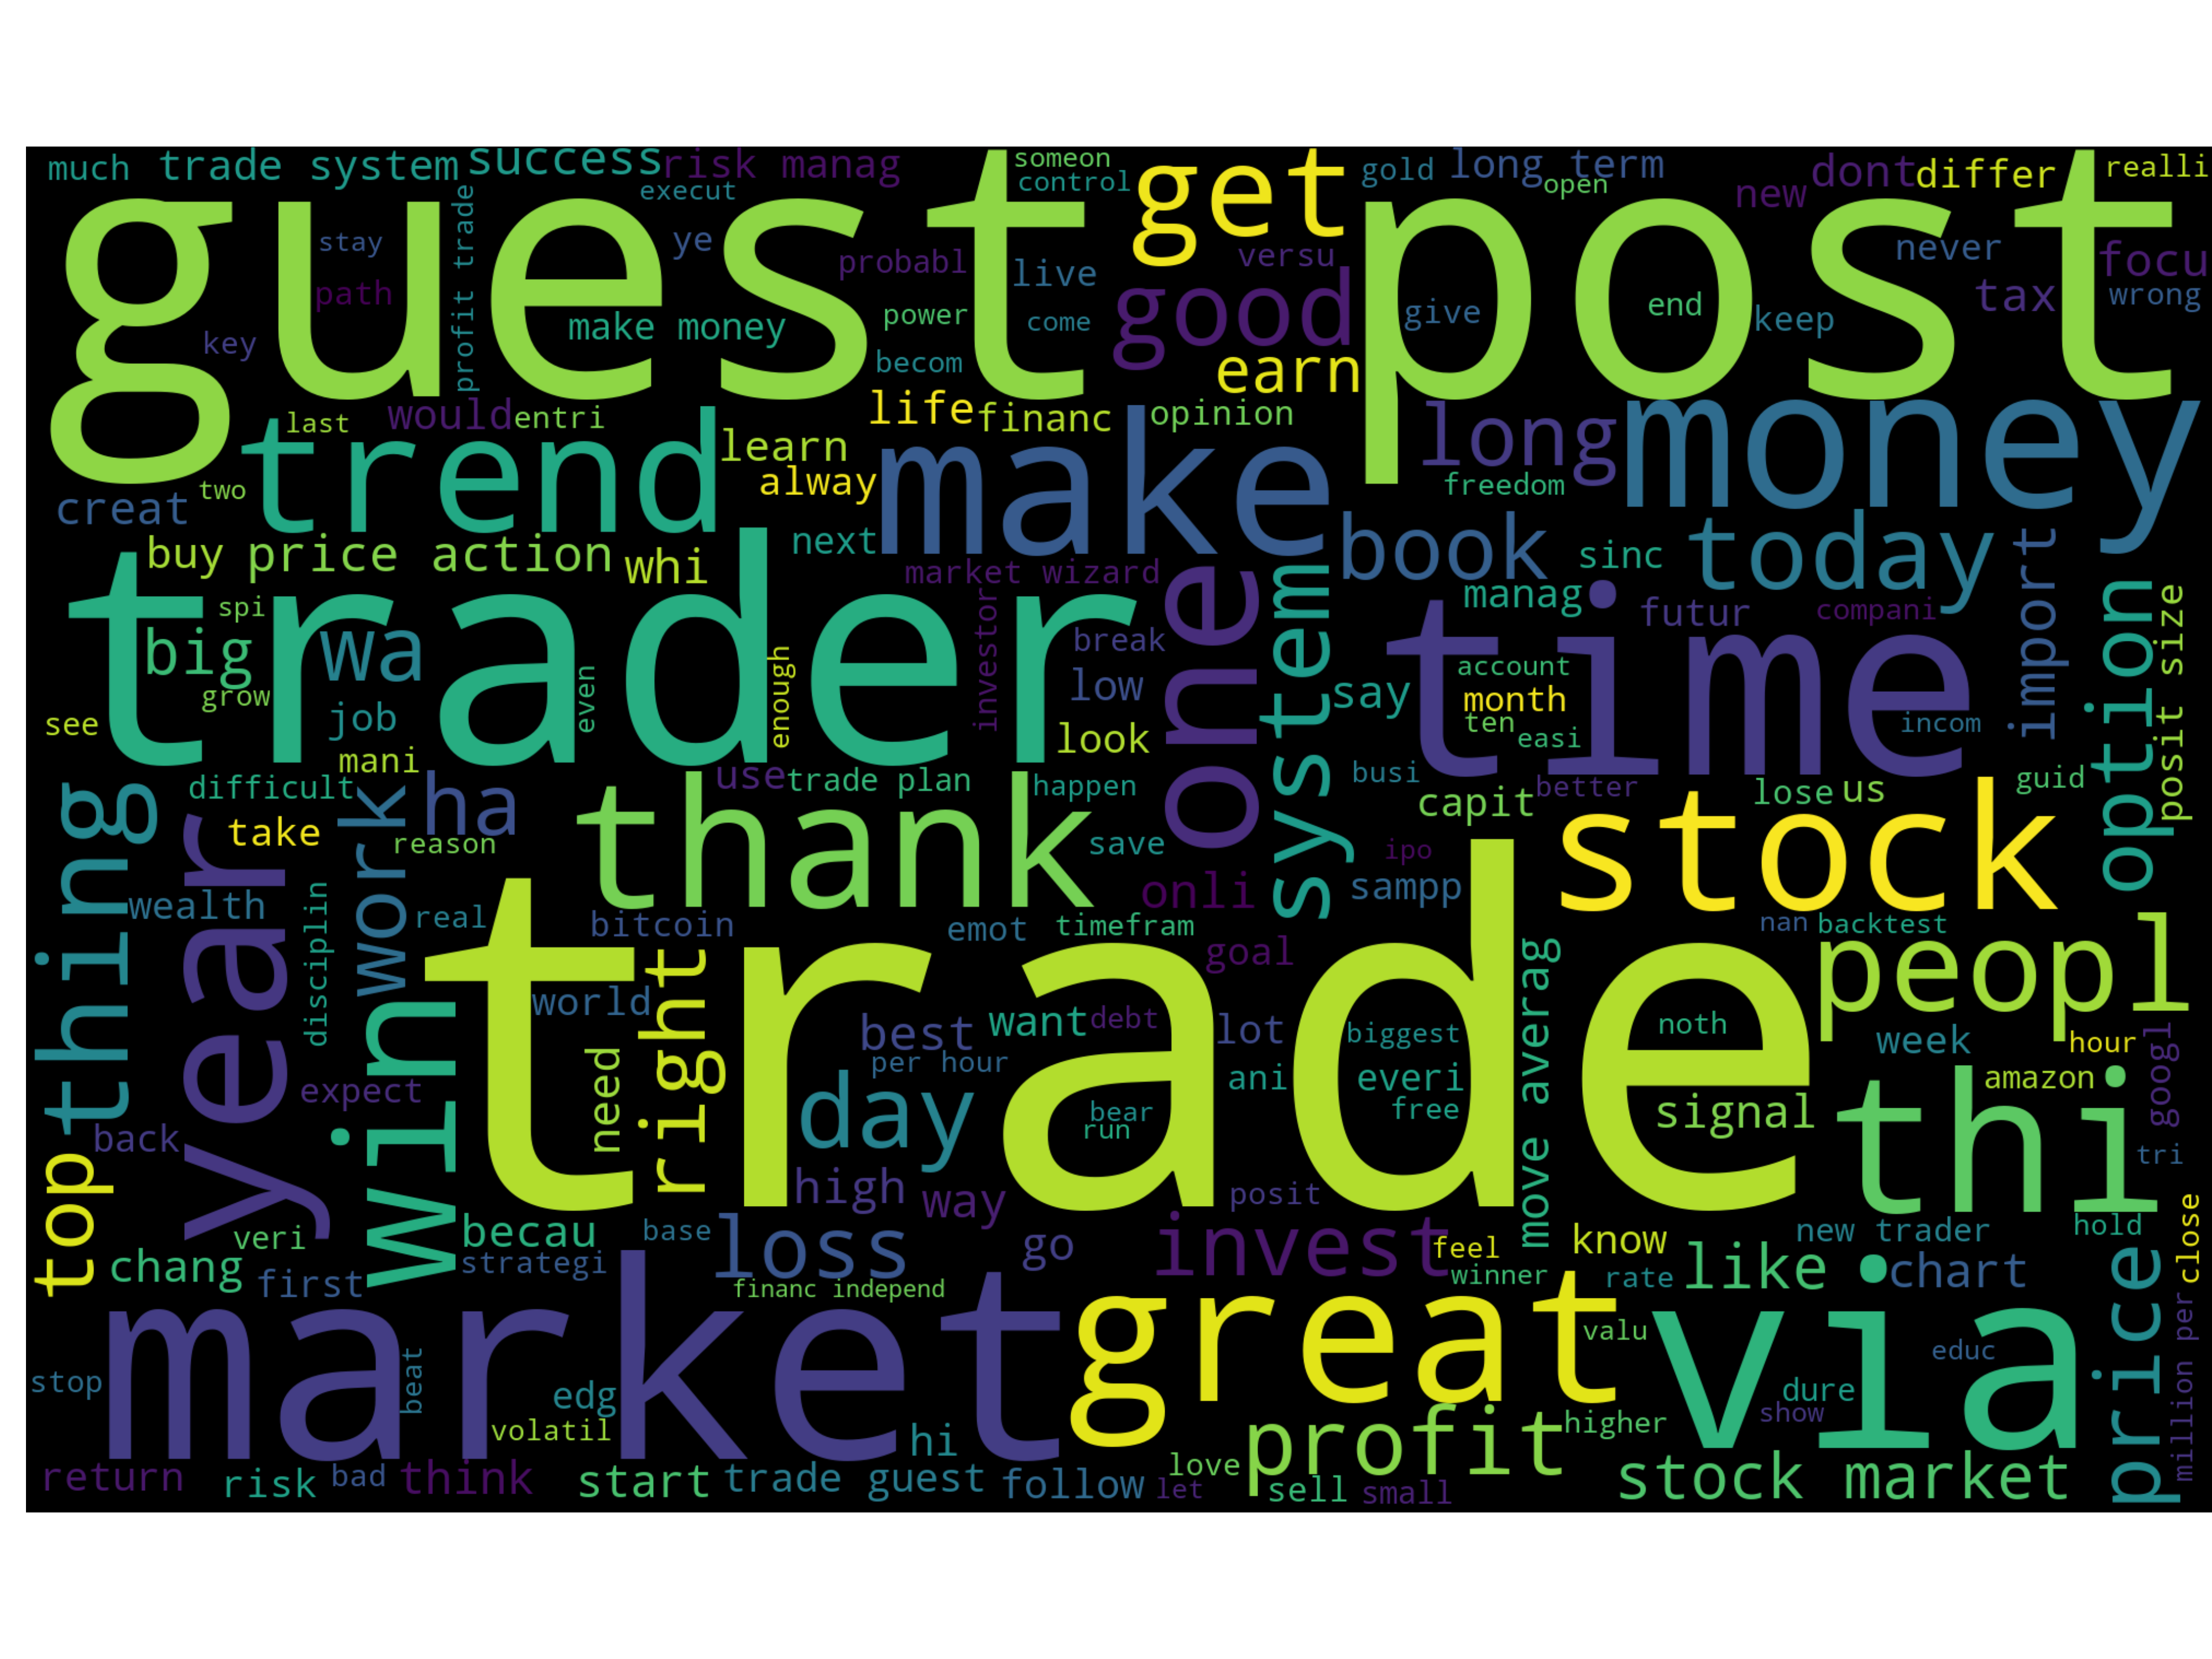 much trade system success risk manag someon get gold long term dont differ realli
execut control open new
guest post
stay ye profit trade probabl live versu never focu
path key make money power come good give end keep tax wrong
becom earn
last would entri life financ opinion long money
trend learn make
creat two alway freedom
buy price action whi next book sinc today
market wizard manag import
trader one system time futur compani option posit size
spi big wa investor break account
grow even enough low say month
see job look ten easi incom
mani
thing difficult work ha use trade plan happen busi capit better lose us guid
year take thank stock
reason save ipo
wealth disciplin real bitcoin emot timefram onli sampp nan backtest peopl
goal
trade
win right world move averag
need best want debt lot biggest noth week hour googl
per hour ani everi amazon
expect day bear free signal thi
back run tri
top high way posit
veri becau base loss go invest feel know new trader hold close
chang first strategi financ independ winner rate like chart price
market great via
stop beat edg valu educ million per
volatil hi profit higher dure show
return risk bad think start trade guest follow love let sell small stock market